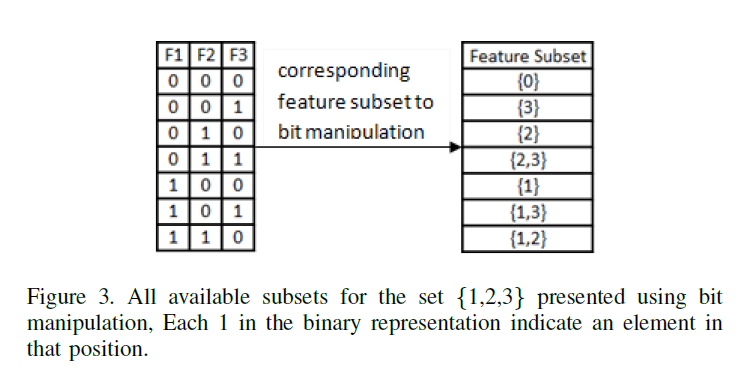 F1 F2 F3
0 0 0
0 0 1
0 1 0
0 1 1
1 0 0
1 0 1
1 1 0
corresponding
feature subset to
bit manipulation
Feature Subset
{0}
{3}
{2}
{2,3}
{1}
{1,3}
{1,2}
Figure 3. All available subsets for the set {1,2,3} presented using bit
manipulation, Each 1 in the binary representation indicate an element in
that position.